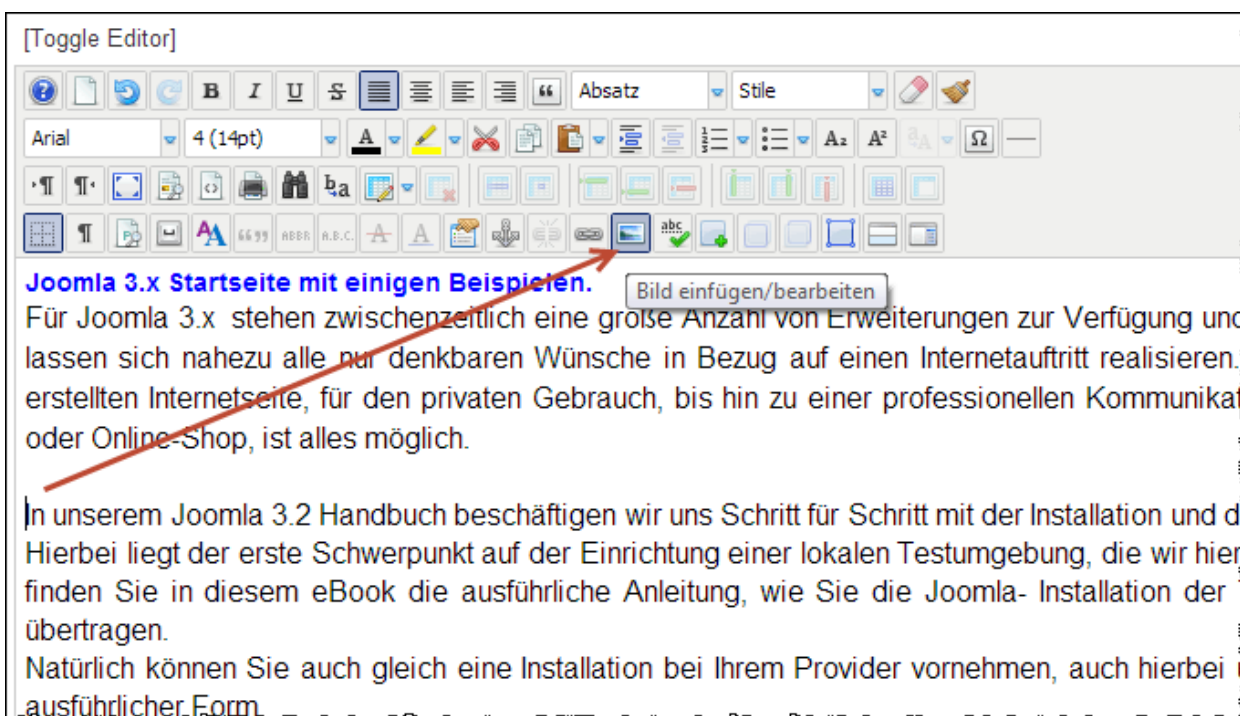 [Toggle Editor]
B I U S Absatz Stile
Arial 4 (14pt) A A₂ A² Ω
ABBR A.B.C. A A abc
Joomla 3.x Startseite mit einigen Beispielen.
Bild einfügen/bearbeiten
Für Joomla 3.x stehen zwischenzeitlich eine große Anzahl von Erweiterungen zur Verfügung und
lassen sich nahezu alle nur denkbaren Wünsche in Bezug auf einen Internetauftritt realisieren.
erstellten Internetseite, für den privaten Gebrauch, bis hin zu einer professionellen Kommunikat
oder Online-Shop, ist alles möglich.
In unserem Joomla 3.2 Handbuch beschäftigen wir uns Schritt für Schritt mit der Installation und d
Hierbei liegt der erste Schwerpunkt auf der Einrichtung einer lokalen Testumgebung, die wir hier
finden Sie in diesem eBook die ausführliche Anleitung, wie Sie die Joomla- Installation der
übertragen.
Natürlich können Sie auch gleich eine Installation bei Ihrem Provider vornehmen, auch hierbei
ausführlicher Form